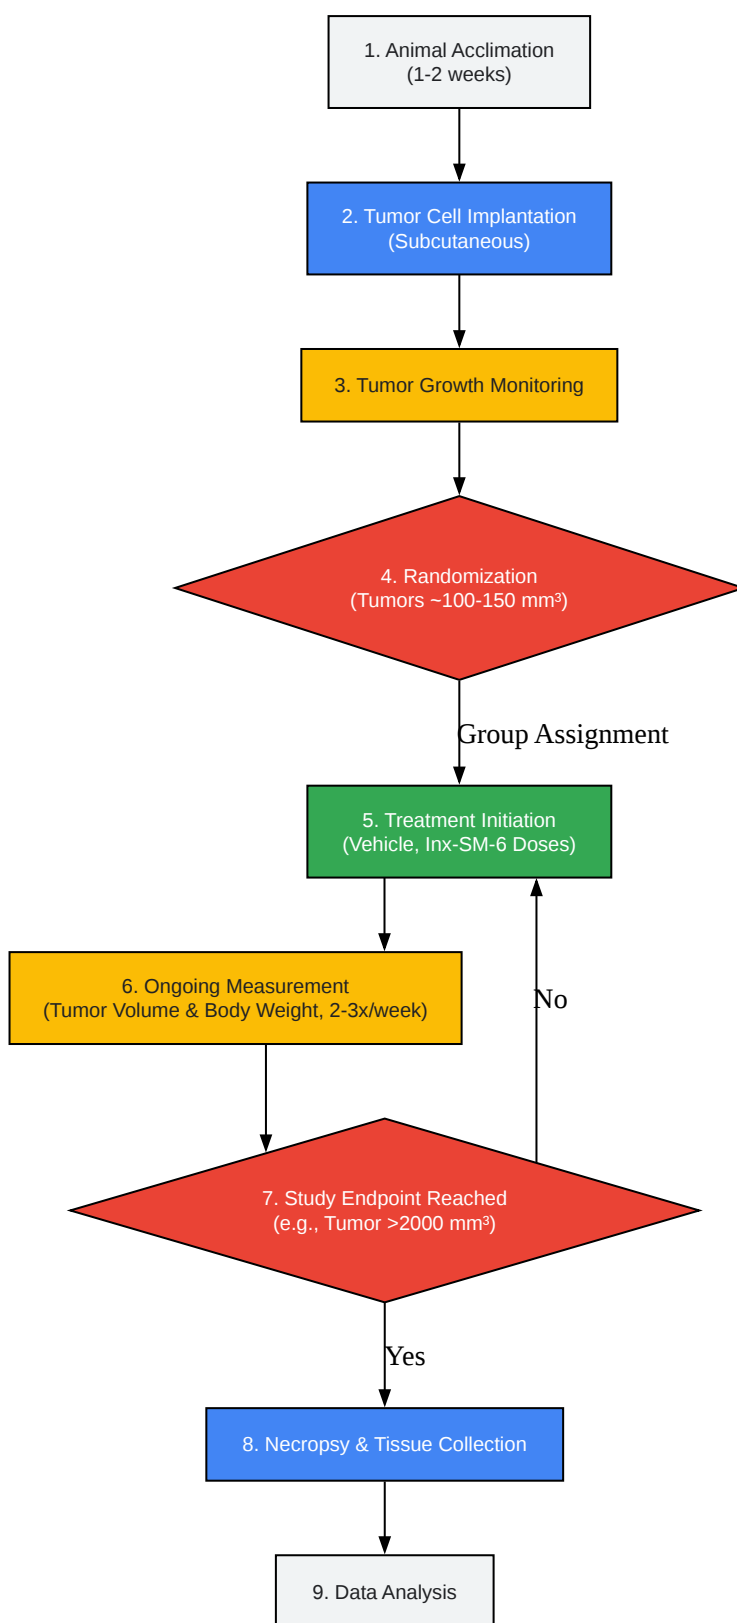 1. Animal Acclimation
(1-2 weeks)
2. Tumor Cell Implantation
(Subcutaneous)
3. Tumor Growth Monitoring
4. Randomization
(Tumors ~100-150 mm³)
Group Assignment
5. Treatment Initiation
(Vehicle, Inx-SM-6 Doses)
6. Ongoing Measurement
(Tumor Volume & Body Weight, 2-3x/week)
No
7. Study Endpoint Reached
(e.g., Tumor >2000 mm³)
Yes
8. Necropsy & Tissue Collection
9. Data Analysis